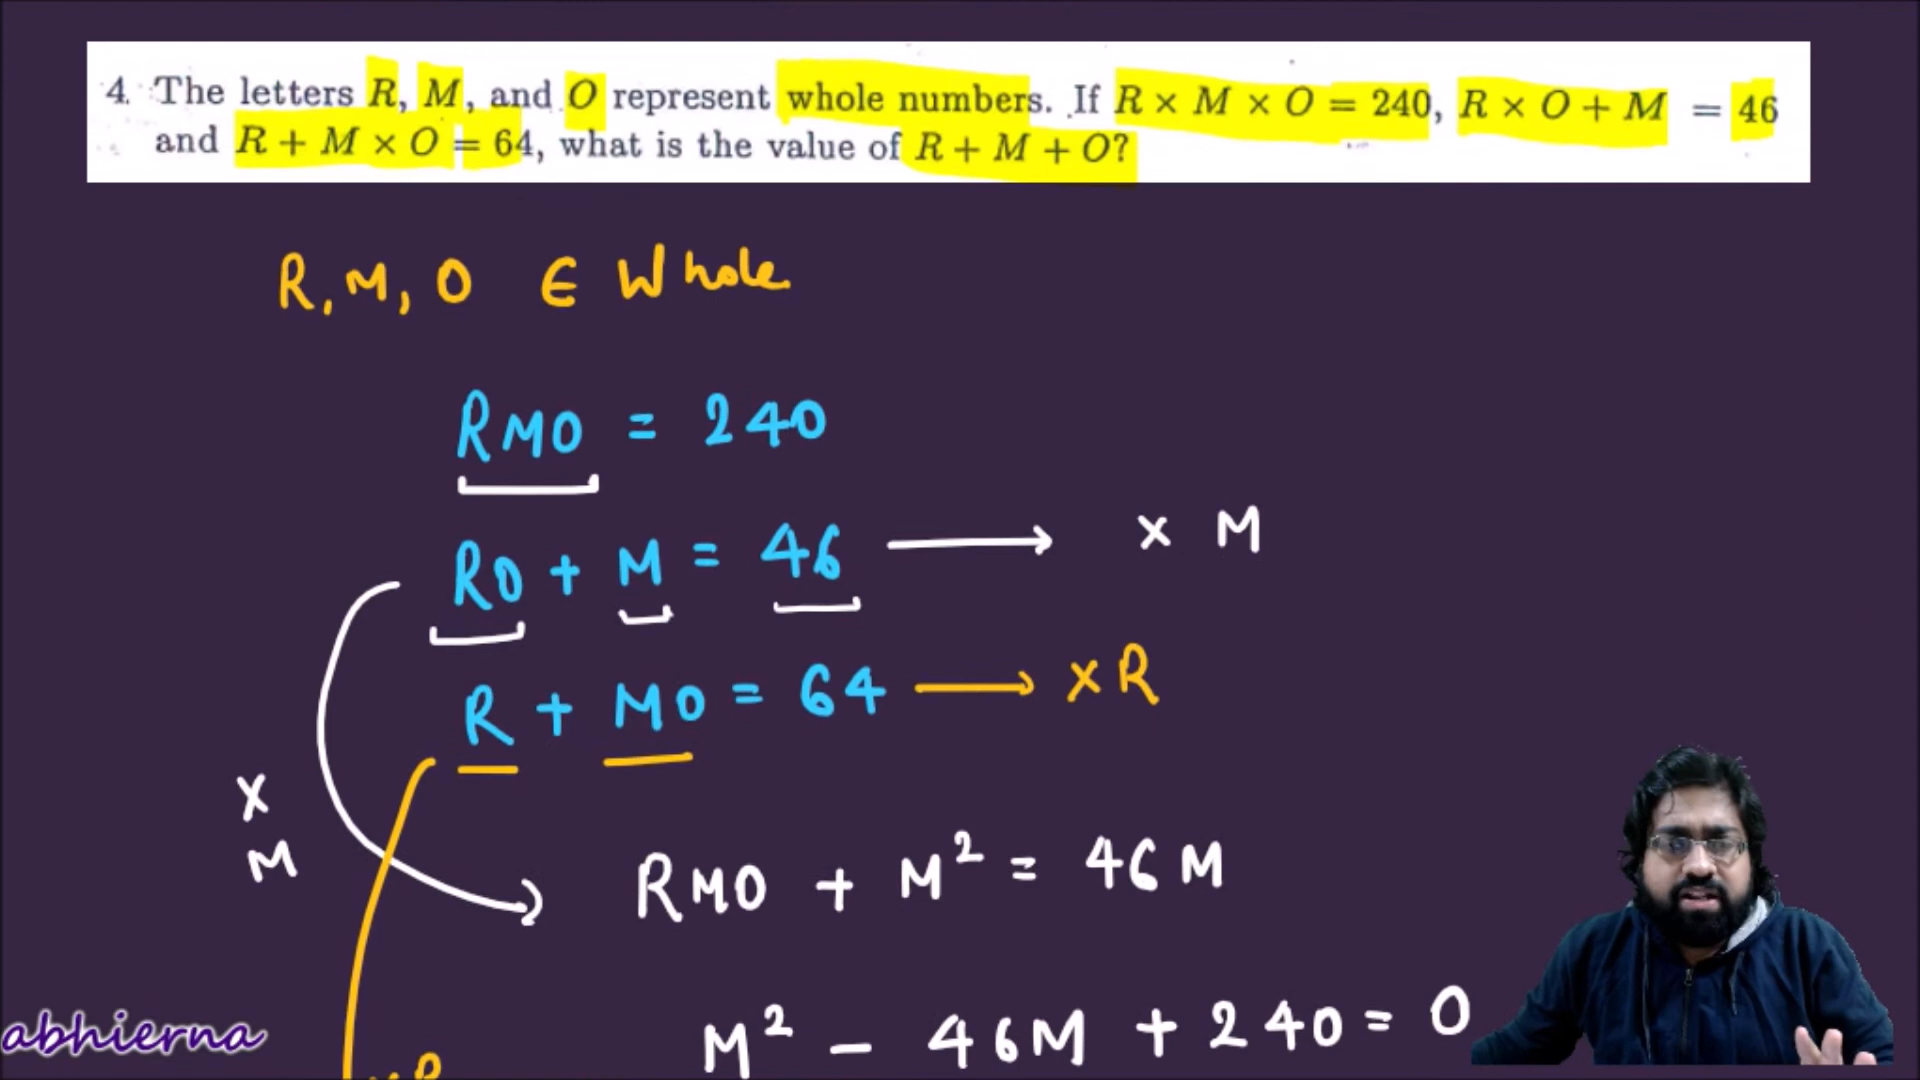 4. The letters R, M, and O represent whole numbers. If R × M × O = 240, R × O + M = 46
and R + M × O = 64, what is the value of R + M + O?
R, M, O ∈ Whole
RMO = 240
RO + M = 46 → × M
R + MO = 64 → × R
×
M
RMO + M² = 46M
M² - 46M + 240 = 0
abhierna
×R